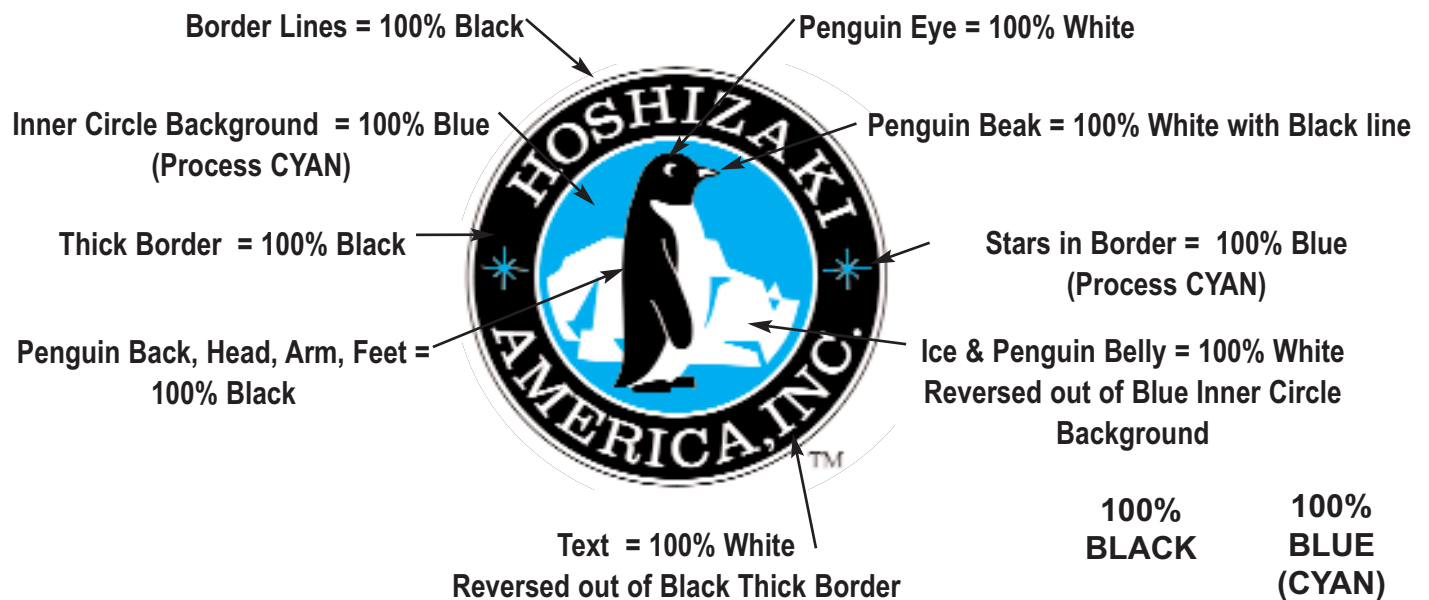 Border Lines = 100% Black
Penguin Eye = 100% White
Inner Circle Background = 100% Blue
(Process CYAN)
Penguin Beak = 100% White with Black line
HOSHIZAKI
AMERICA, INC.
TM
Thick Border = 100% Black
Stars in Border = 100% Blue
(Process CYAN)
Penguin Back, Head, Arm, Feet =
100% Black
Ice & Penguin Belly = 100% White
Reversed out of Blue Inner Circle
Background
Text = 100% White
Reversed out of Black Thick Border
100%
BLACK
100%
BLUE
(CYAN)